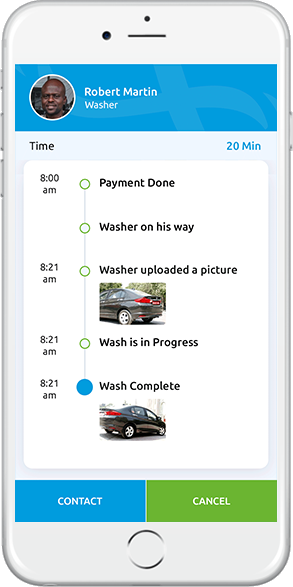 Robert Martin
Washer
Time 20 Min
8:00 am Payment Done
Washer on his way
8:21 am Washer uploaded a picture
8:21 am Wash is in Progress
8:21 am Wash Complete
CONTACT CANCEL